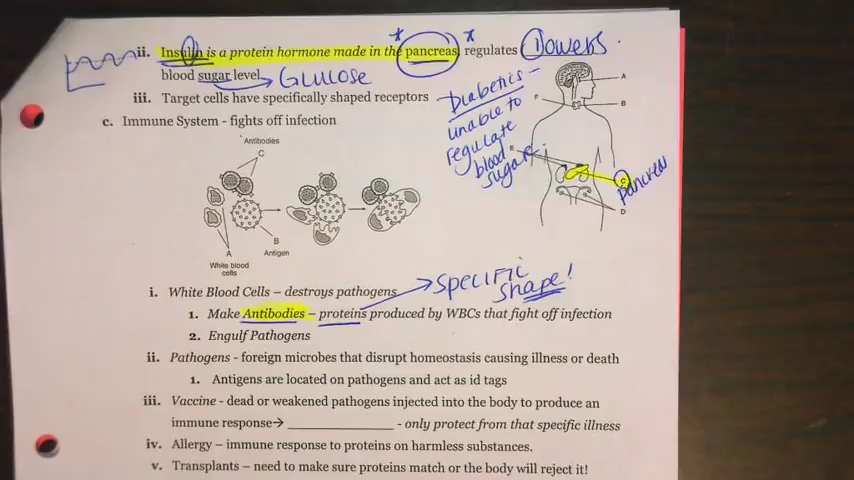 ii. Insulin is a protein hormone made in the pancreas, regulates Lowers
blood sugar level. → Glucose
iii. Target cells have specifically shaped receptors
c. Immune System - fights off infection
Diabetics -
unable to
regulate
blood
sugar.
A
F
B
E
C
Pancreas
D
Antibodies
C
A
B
White blood
cells
Antigen
→ Specific
shape!
i. White Blood Cells – destroys pathogens
1. Make Antibodies – proteins produced by WBCs that fight off infection
2. Engulf Pathogens
ii. Pathogens - foreign microbes that disrupt homeostasis causing illness or death
1. Antigens are located on pathogens and act as id tags
iii. Vaccine - dead or weakened pathogens injected into the body to produce an
immune response→ ______________ - only protect from that specific illness
iv. Allergy – immune response to proteins on harmless substances.
v. Transplants – need to make sure proteins match or the body will reject it!